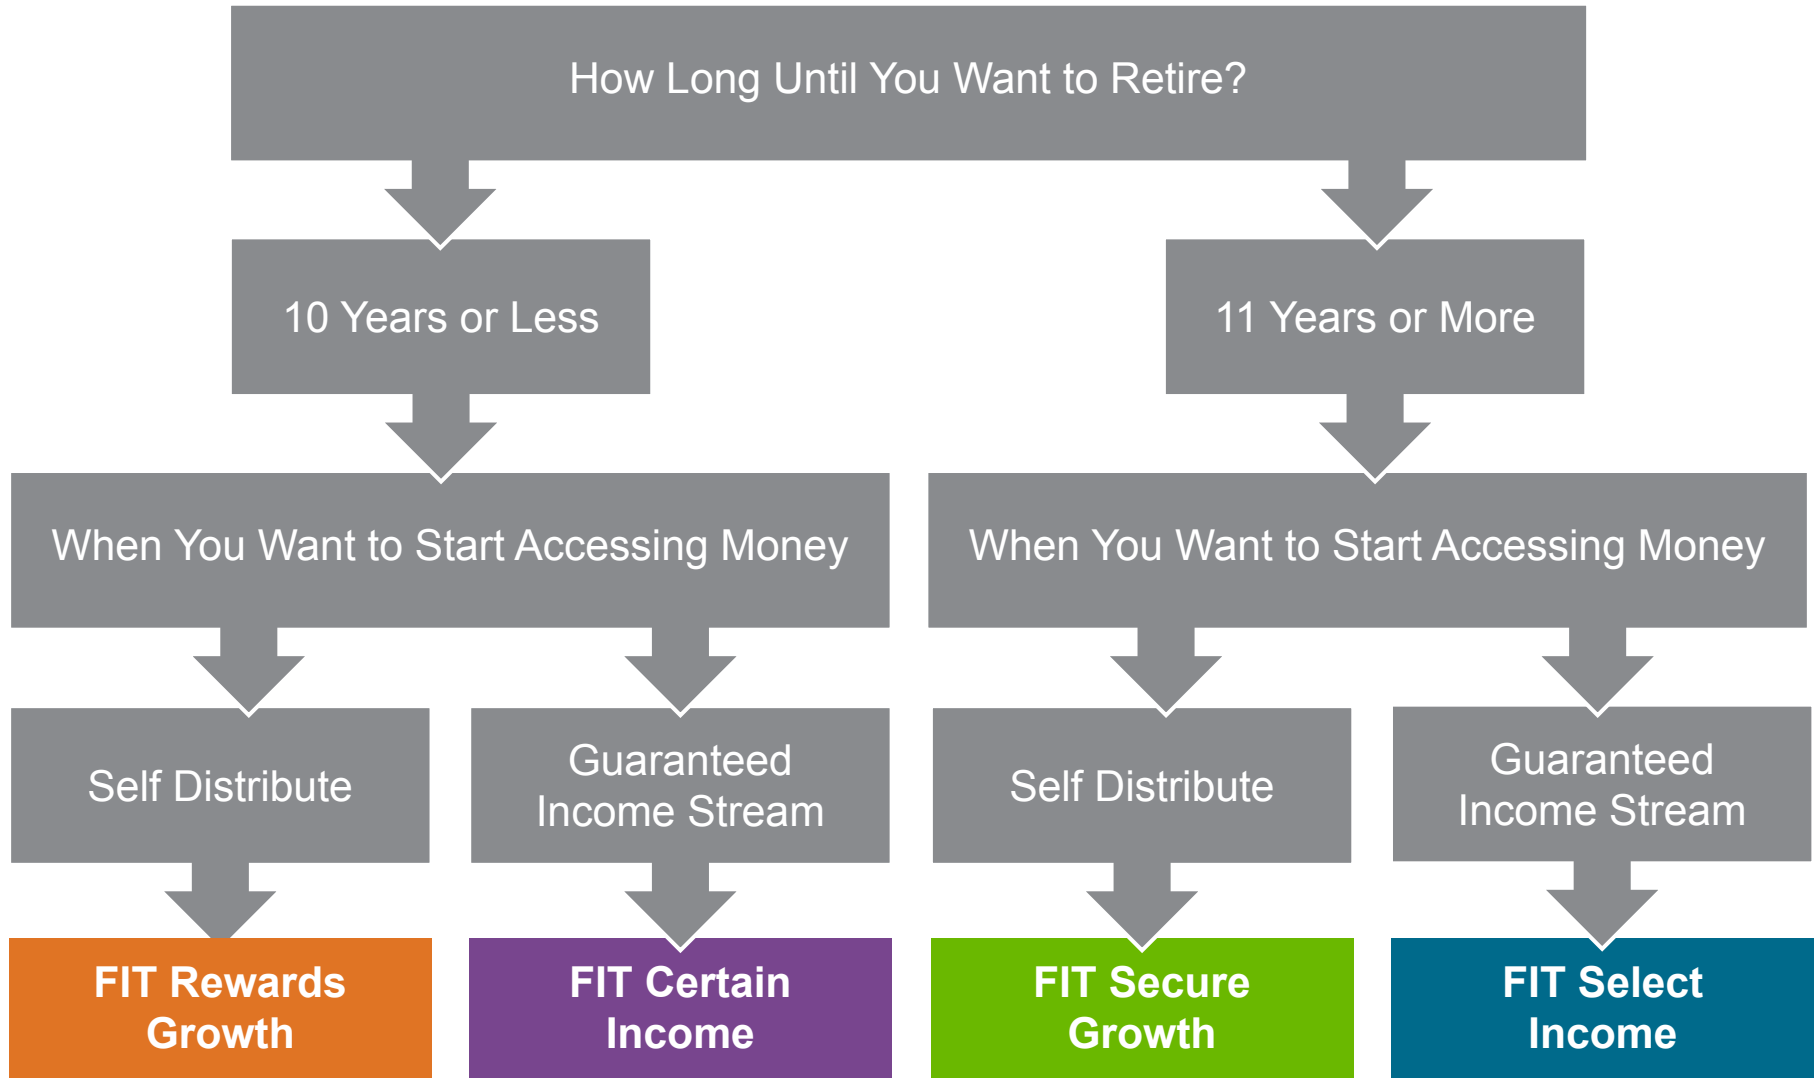 How Long Until You Want to Retire?
10 Years or Less
11 Years or More
When You Want to Start Accessing Money
When You Want to Start Accessing Money
Self Distribute
Guaranteed
Income Stream
Self Distribute
Guaranteed
Income Stream
FIT Rewards
Growth
FIT Certain
Income
FIT Secure
Growth
FIT Select
Income